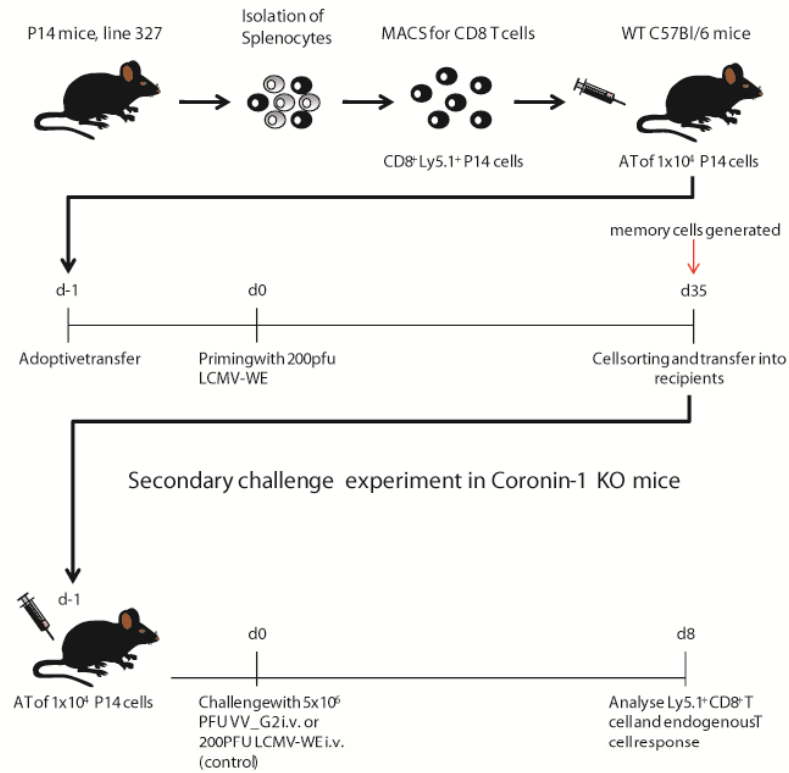 P14 mice, line 327
Isolation of
Splenocytes
MACS for CD8 T cells
WT C57Bl/6 mice
CD8⁺Ly5.1⁺ P14 cells
AT of 1x10⁴ P14 cells
memory cells generated
d-1
d0
d35
Adoptivetransfer
Primingwith 200pfu
LCMV-WE
Cellsorting and transfer into
recipients
Secondary challenge experiment in Coronin-1 KO mice
d-1
d0
d8
AT of 1x10⁴ P14 cells
Challengewith 5x10⁶
PFU VV_G2 i.v. or
200PFU LCMV-WE i.v.
(control)
Analyse Ly5.1⁺CD8⁺T
cell and endogenousT
cell response